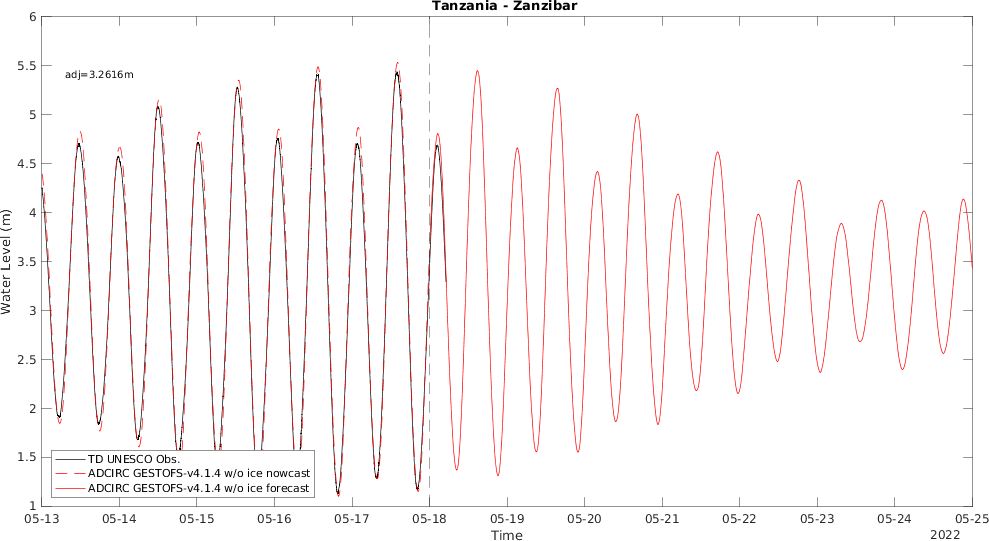 Tanzania - Zanzibar
adj=3.2616m
Water Level (m)
6
5.5
5
4.5
4
3.5
3
2.5
2
1.5
1
TD UNESCO Obs.
ADCIRC GESTOFS-v4.1.4 w/o ice nowcast
ADCIRC GESTOFS-v4.1.4 w/o ice forecast
05-13 05-14 05-15 05-16 05-17 05-18 05-19 05-20 05-21 05-22 05-23 05-24 05-25
Time
2022